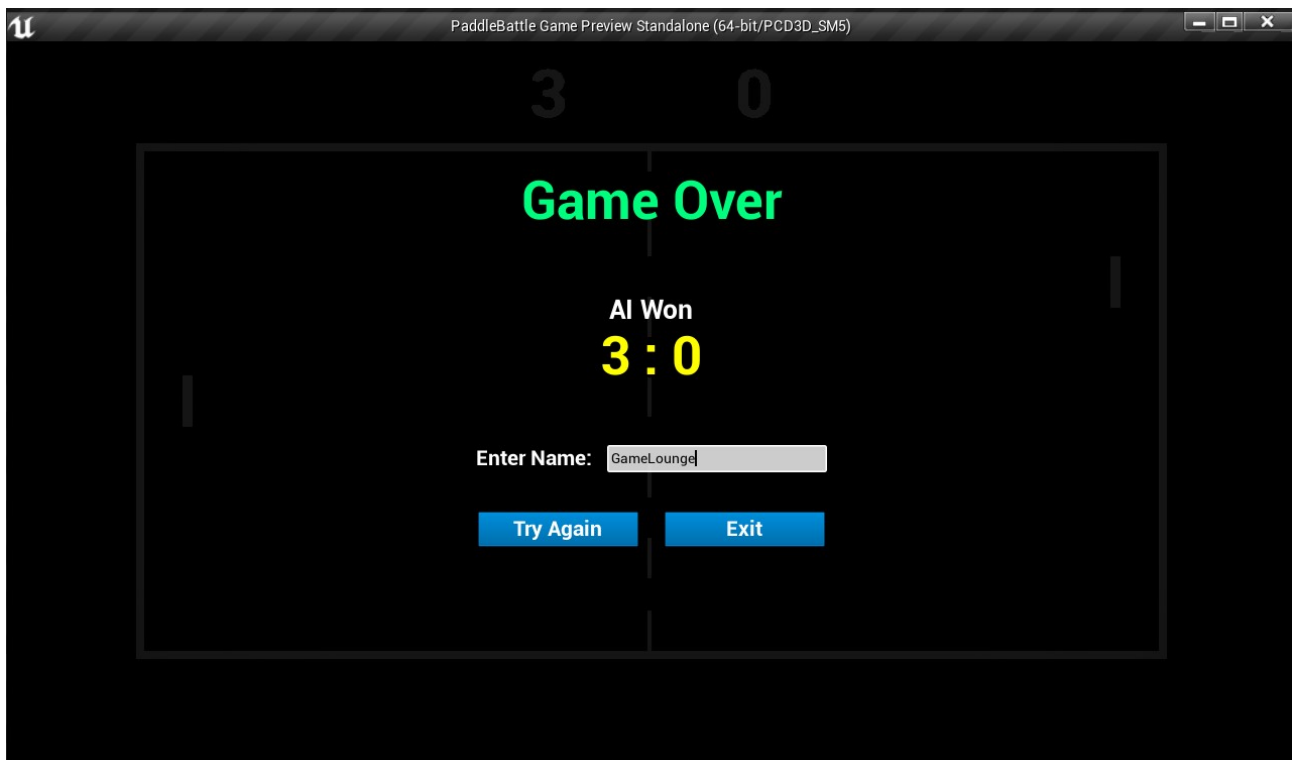 PaddleBattle Game Preview Standalone (64-bit/PCD3D_SM5)
3 0
Game Over
AI Won
3 : 0
Enter Name: GameLounge
Try Again Exit